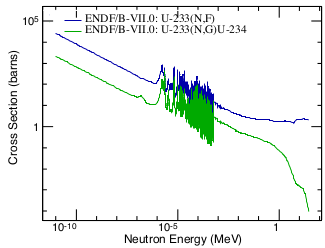 ENDF/B-VII.0: U-233(N,F)
ENDF/B-VII.0: U-233(N,G)U-234
Cross Section (barns)
10^5
1
10^-10
10^-5
1
Neutron Energy (MeV)